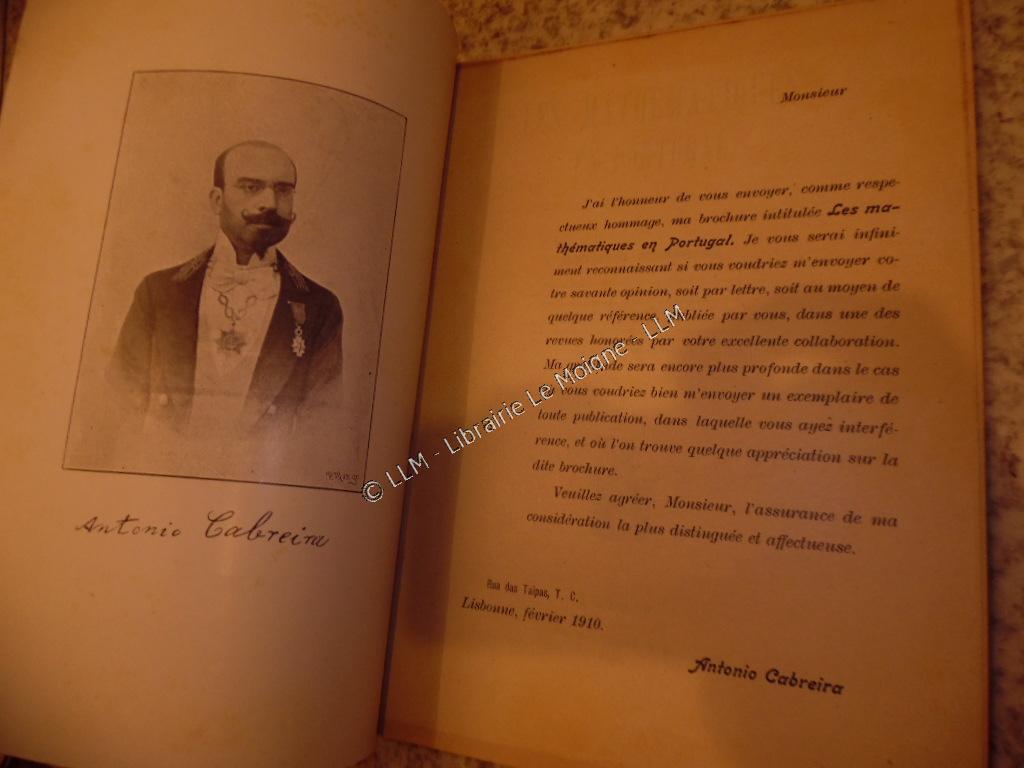 Antonio Cabreira
Monsieur
J'ai l'honneur de vous envoyer, comme respe-
ctueux hommage, ma brochure intitulée Les ma-
thématiques en Portugal. Je vous serai infini-
ment reconnaissant si vous voudriez m'envoyer vo-
tre savante opinion, soit par lettre, soit au moyen de
quelque référence publiée par vous, dans une des
revues honorées par votre excellente collaboration.
Ma sera encore plus profonde dans le cas
vous voudriez bien m'envoyer un exemplaire de
toute publication, dans laquelle vous ayez interfé-
rence, et où l'on trouve quelque appréciation sur la
dite brochure.
Veuillez agréer, Monsieur, l'assurance de ma
considération la plus distinguée et affectueuse.
Rua das Taipas, T. C.
Lisbonne, février 1910.
Antonio Cabreira
© LLM - Librairie Le Moigne - LLM